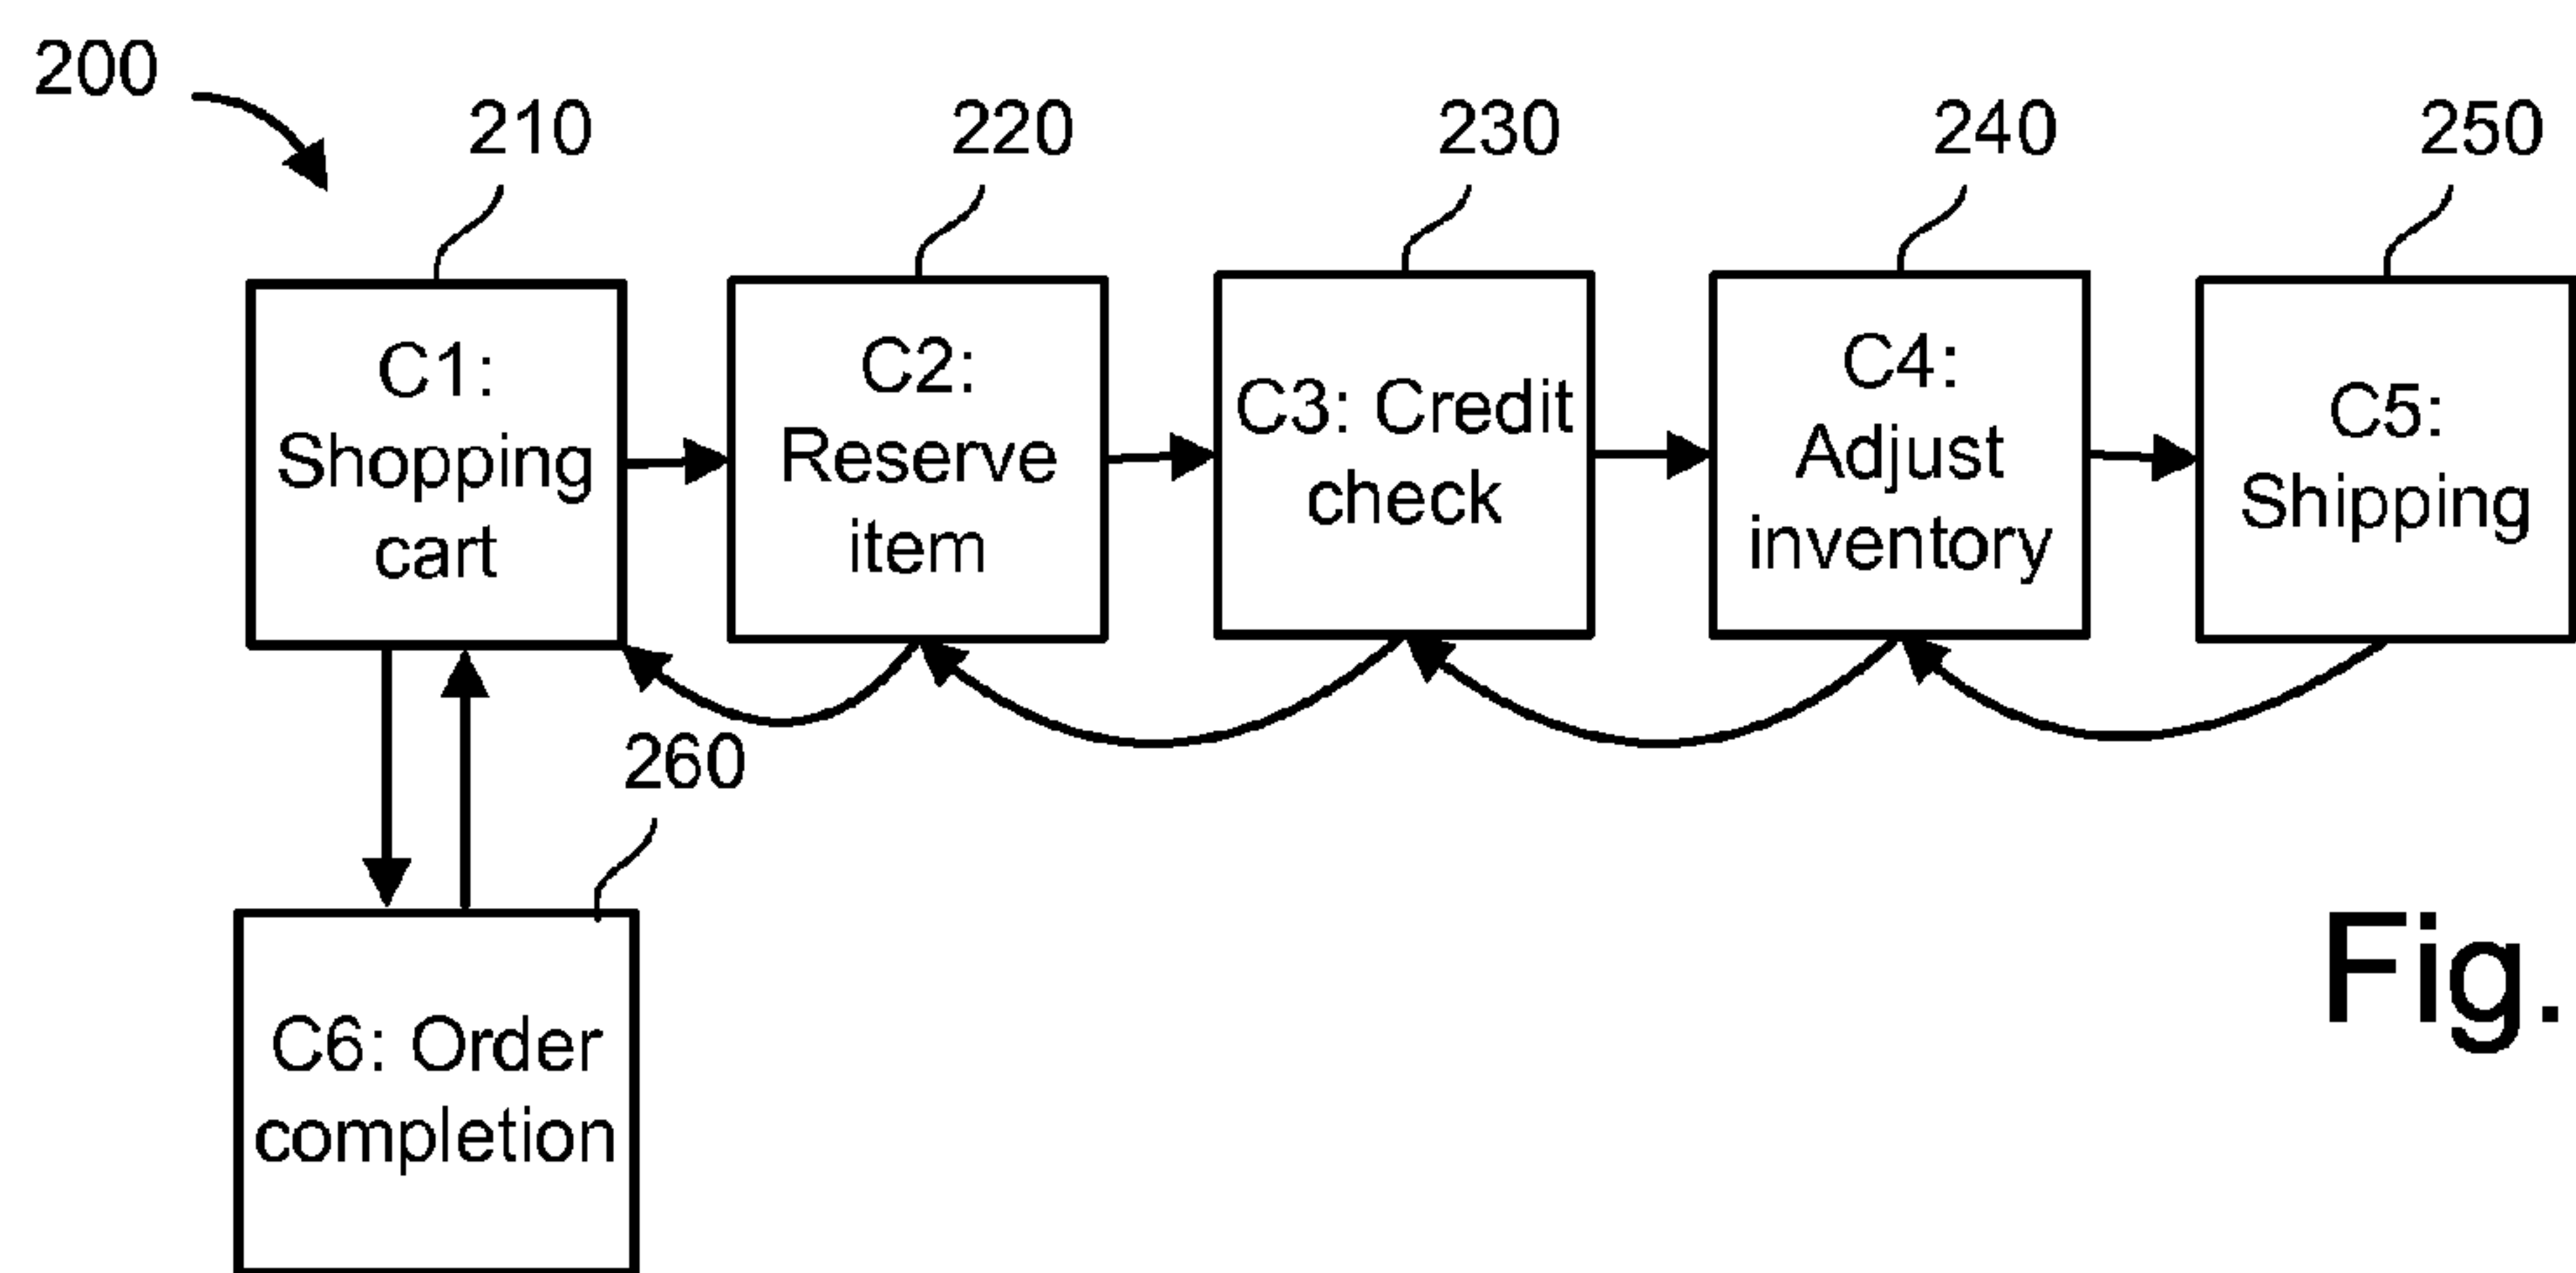 200
210
220
230
240
250
C1:
Shopping
cart
C2:
Reserve
item
C3: Credit
check
C4:
Adjust
inventory
C5:
Shipping
260
C6: Order
completion
Fig.